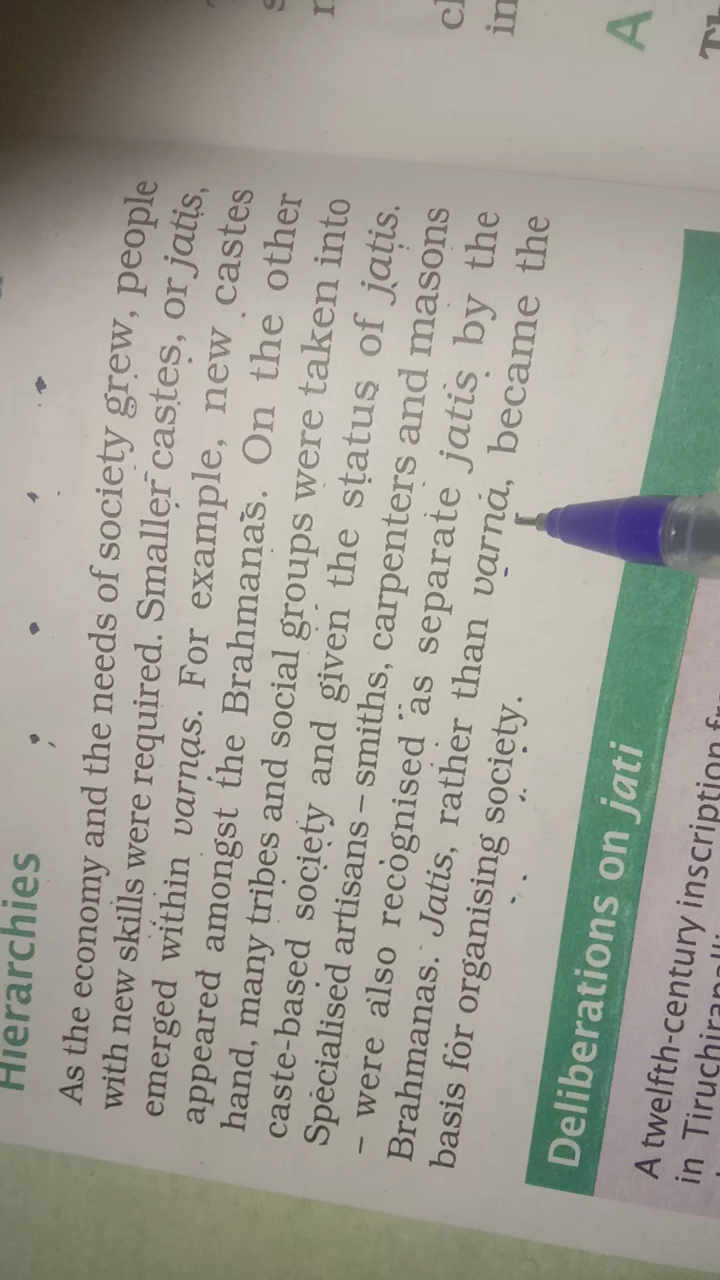 Hierarchies
As the economy and the needs of society grew, people
with new skills were required. Smaller castes, or jatis,
emerged within varnas. For example, new castes
appeared amongst the Brahmanas. On the other
hand, many tribes and social groups were taken into
caste-based society and given the status of jatis.
Specialised artisans – smiths, carpenters and masons
– were also recognised as separate jatis by the
Brahmanas. Jatis, rather than varna, became the
basis for organising society.
Deliberations on jati
A twelfth-century inscription
in